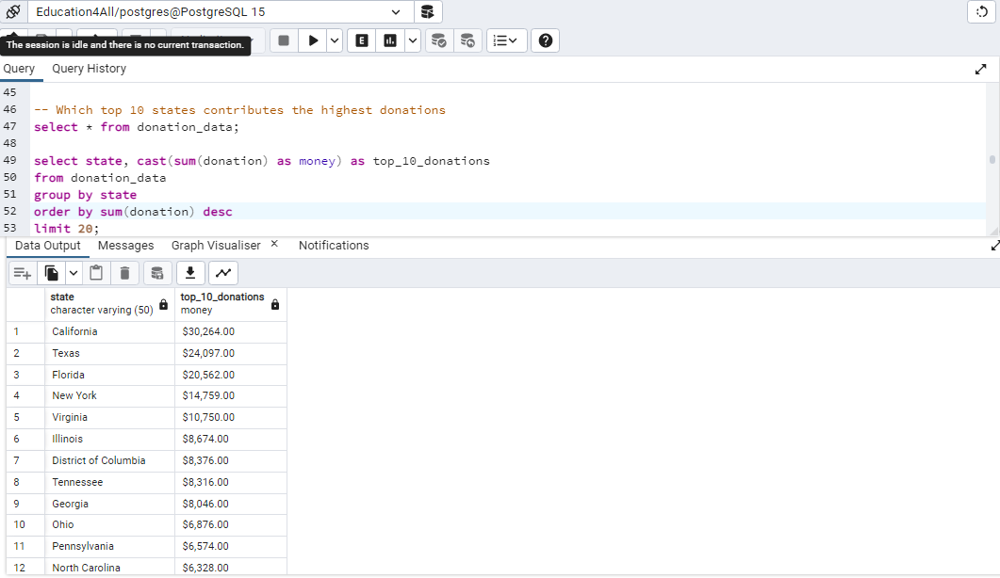 Education4All/postgres@PostgreSQL 15
The session is idle and there is no current transaction.
E
Query Query History
45
46 -- Which top 10 states contributes the highest donations
47 select * from donation_data;
48
49 select state, cast(sum(donation) as money) as top_10_donations
50 from donation_data
51 group by state
52 order by sum(donation) desc
53 limit 20;
Data Output Messages Graph Visualiser × Notifications
state top_10_donations
character varying (50) money
1 California $30,264.00
2 Texas $24,097.00
3 Florida $20,562.00
4 New York $14,759.00
5 Virginia $10,750.00
6 Illinois $8,674.00
7 District of Columbia $8,376.00
8 Tennessee $8,316.00
9 Georgia $8,046.00
10 Ohio $6,876.00
11 Pennsylvania $6,574.00
12 North Carolina $6,328.00